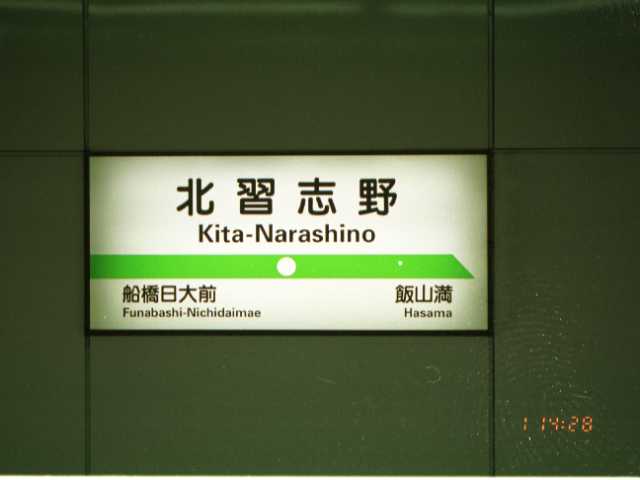 北習志野
Kita-Narashino
船橋日大前
Funabashi-Nichidaimae
飯山満
Hasama
1 14:28